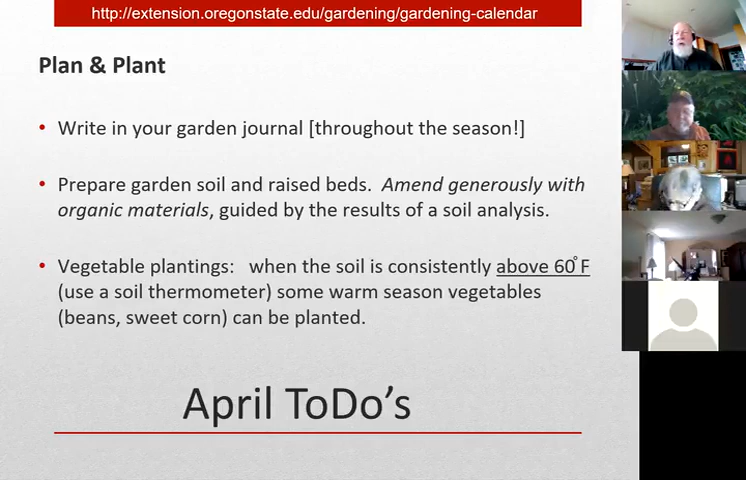 http://extension.oregonstate.edu/gardening/gardening-calendar
Plan & Plant
• Write in your garden journal [throughout the season!]
• Prepare garden soil and raised beds.  Amend generously with
organic materials, guided by the results of a soil analysis.
• Vegetable plantings:   when the soil is consistently above 60°F
(use a soil thermometer) some warm season vegetables
(beans, sweet corn) can be planted.
April ToDo’s